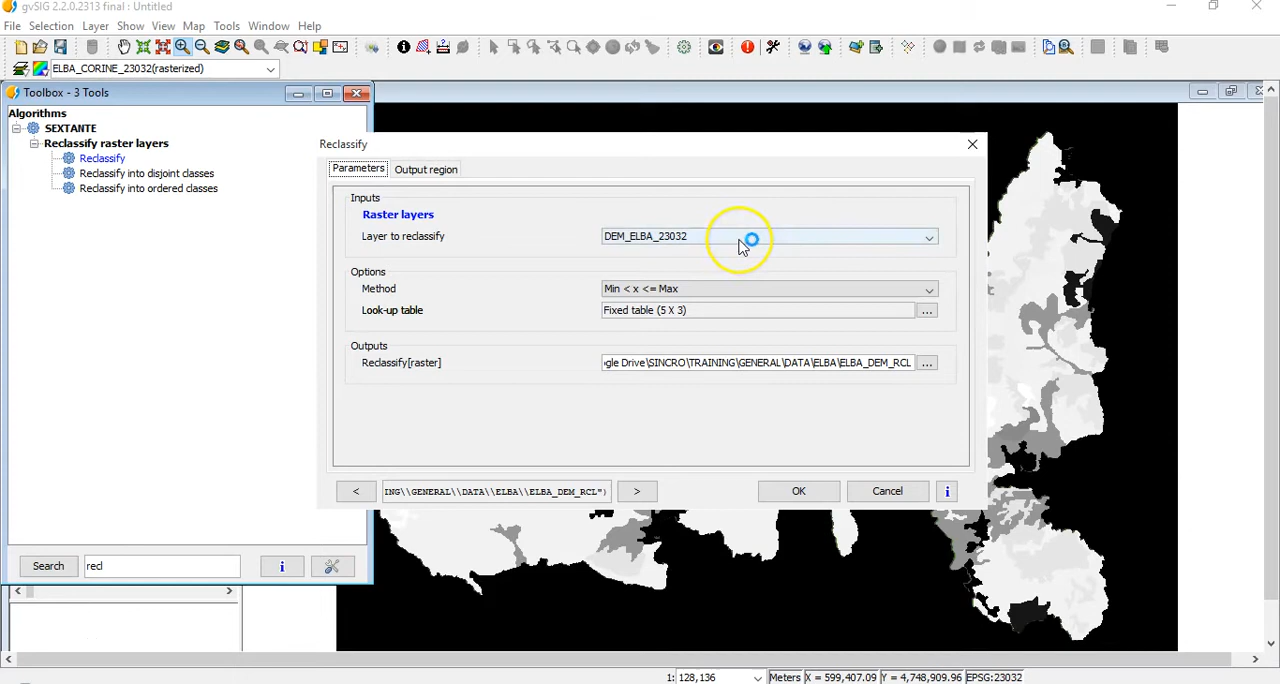 gvSIG 2.2.0.2313 final : Untitled
File Selection Layer Show View Map Tools Window Help
ELBA_CORINE_23032(rasterized)
Toolbox - 3 Tools
Algorithms
SEXTANTE
Reclassify raster layers
Reclassify
Reclassify into disjoint classes
Reclassify into ordered classes
Search recl
Reclassify
Parameters Output region
Inputs
Raster layers
Layer to reclassify DEM_ELBA_23032
Options
Method Min < x <= Max
Look-up table Fixed table (5 X 3) ...
Outputs
Reclassify[raster] gle Drive\SINCRO\TRAINING\GENERAL\DATA\ELBA\ELBA_DEM_RCL ...
< ING\\GENERAL\\DATA\\ELBA\\ELBA_DEM_RCL") > OK Cancel i
1: 128,136 Meters X = 599,407.09 Y = 4,748,909.96 EPSG:23032